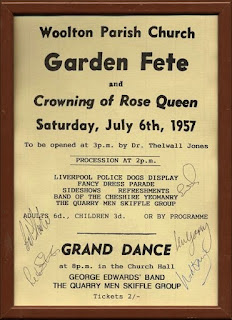 Woolton Parish Church
Garden Fete
and
Crowning of Rose Queen
Saturday, July 6th, 1957
To be opened at 3p.m. by Dr. Thelwall Jones
PROCESSION AT 2p.m.
LIVERPOOL POLICE DOGS DISPLAY
FANCY DRESS PARADE
SIDESHOWS REFRESHMENTS
BAND OF THE CHESHIRE YEOMANRY
THE QUARRY MEN SKIFFLE GROUP
ADULTS 6d., CHILDREN 3d. OR BY PROGRAMME
GRAND DANCE
at 8p.m. in the Church Hall
GEORGE EDWARDS' BAND
THE QUARRY MEN SKIFFLE GROUP
Tickets 2/-